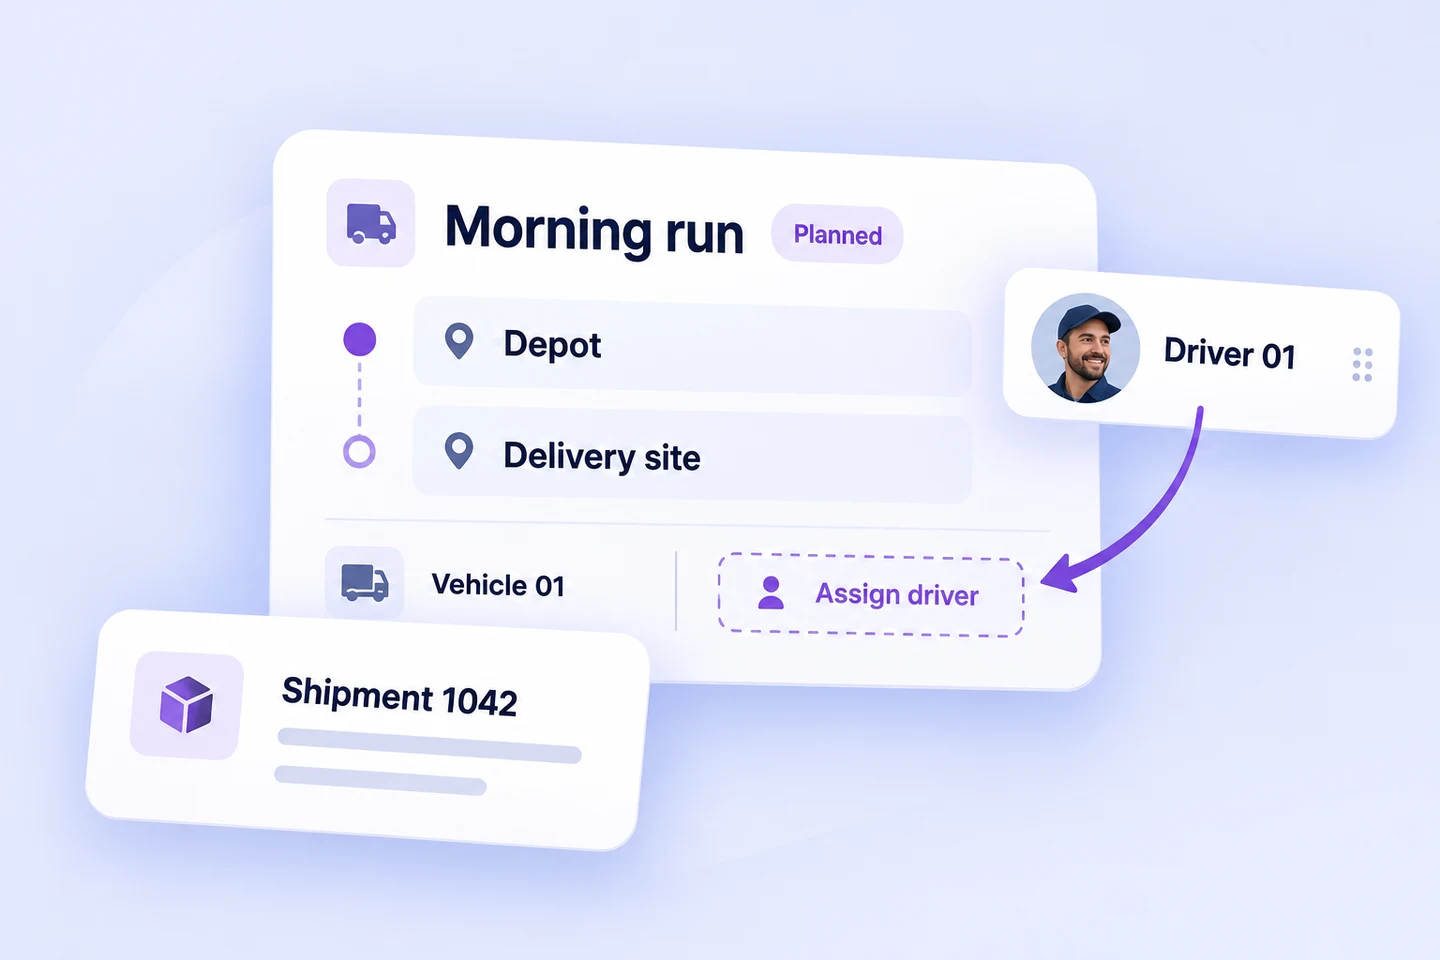 Morning run
Planned
Depot
Driver 01
Delivery site
Vehicle 01
Assign driver
Shipment 1042